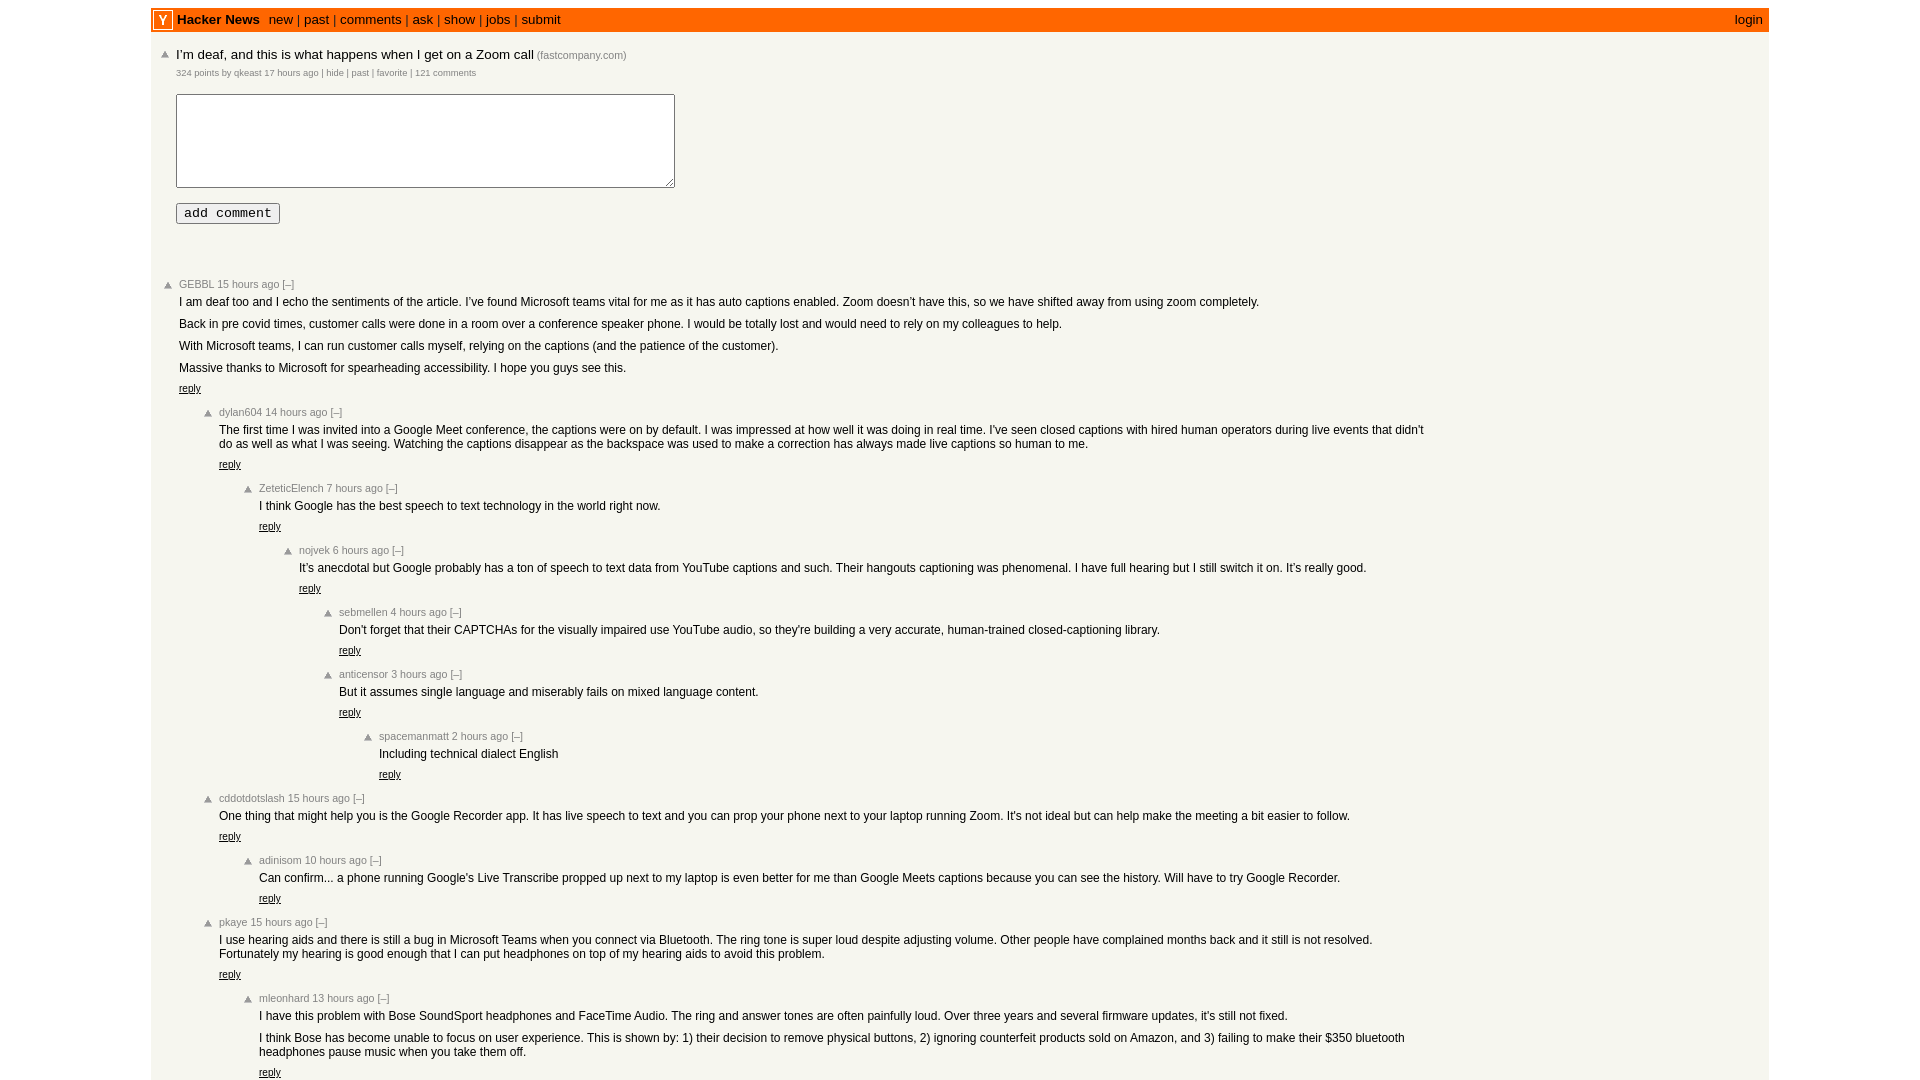 Y Hacker News new | past | comments | ask | show | jobs | submit login
I’m deaf, and this is what happens when I get on a Zoom call (fastcompany.com)
324 points by qkeast 17 hours ago | hide | past | favorite | 121 comments
add comment
GEBBL 15 hours ago [–]
I am deaf too and I echo the sentiments of the article. I’ve found Microsoft teams vital for me as it has auto captions enabled. Zoom doesn’t have this, so we have shifted away from using zoom completely.
Back in pre covid times, customer calls were done in a room over a conference speaker phone. I would be totally lost and would need to rely on my colleagues to help.
With Microsoft teams, I can run customer calls myself, relying on the captions (and the patience of the customer).
Massive thanks to Microsoft for spearheading accessibility. I hope you guys see this.
reply
dylan604 14 hours ago [–]
The first time I was invited into a Google Meet conference, the captions were on by default. I was impressed at how well it was doing in real time. I've seen closed captions with hired human operators during live events that didn't
do as well as what I was seeing. Watching the captions disappear as the backspace was used to make a correction has always made live captions so human to me.
reply
ZeteticElench 7 hours ago [–]
I think Google has the best speech to text technology in the world right now.
reply
nojvek 6 hours ago [–]
It’s anecdotal but Google probably has a ton of speech to text data from YouTube captions and such. Their hangouts captioning was phenomenal. I have full hearing but I still switch it on. It’s really good.
reply
sebmellen 4 hours ago [–]
Don't forget that their CAPTCHAs for the visually impaired use YouTube audio, so they're building a very accurate, human-trained closed-captioning library.
reply
anticensor 3 hours ago [–]
But it assumes single language and miserably fails on mixed language content.
reply
spacemanmatt 2 hours ago [–]
Including technical dialect English
reply
cddotdotslash 15 hours ago [–]
One thing that might help you is the Google Recorder app. It has live speech to text and you can prop your phone next to your laptop running Zoom. It's not ideal but can help make the meeting a bit easier to follow.
reply
adinisom 10 hours ago [–]
Can confirm... a phone running Google's Live Transcribe propped up next to my laptop is even better for me than Google Meets captions because you can see the history. Will have to try Google Recorder.
reply
pkaye 15 hours ago [–]
I use hearing aids and there is still a bug in Microsoft Teams when you connect via Bluetooth. The ring tone is super loud despite adjusting volume. Other people have complained months back and it still is not resolved.
Fortunately my hearing is good enough that I can put headphones on top of my hearing aids to avoid this problem.
reply
mleonhard 13 hours ago [–]
I have this problem with Bose SoundSport headphones and FaceTime Audio. The ring and answer tones are often painfully loud. Over three years and several firmware updates, it's still not fixed.
I think Bose has become unable to focus on user experience. This is shown by: 1) their decision to remove physical buttons, 2) ignoring counterfeit products sold on Amazon, and 3) failing to make their $350 bluetooth
headphones pause music when you take them off.
reply